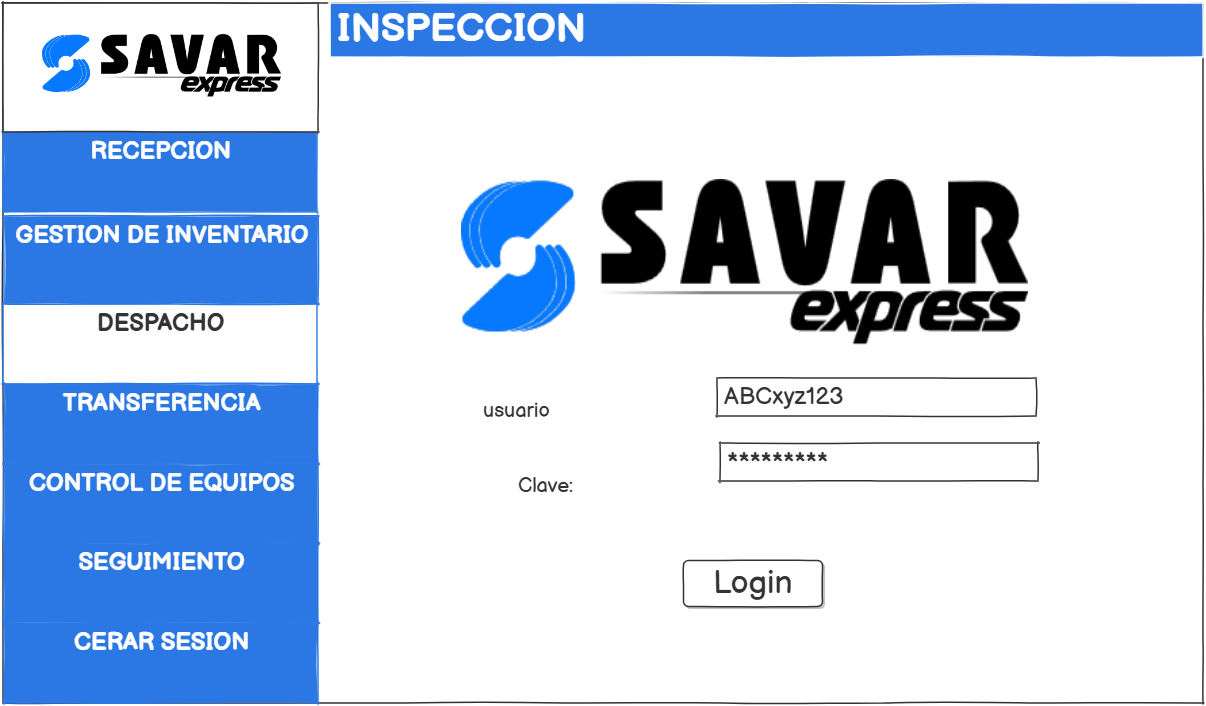 SAVAR
express
INSPECCION
RECEPCION
GESTION DE INVENTARIO
DESPACHO
TRANSFERENCIA
CONTROL DE EQUIPOS
SEGUIMIENTO
CERAR SESION
SAVAR
express
usuario
ABCxyz123
Clave:
*********
Login